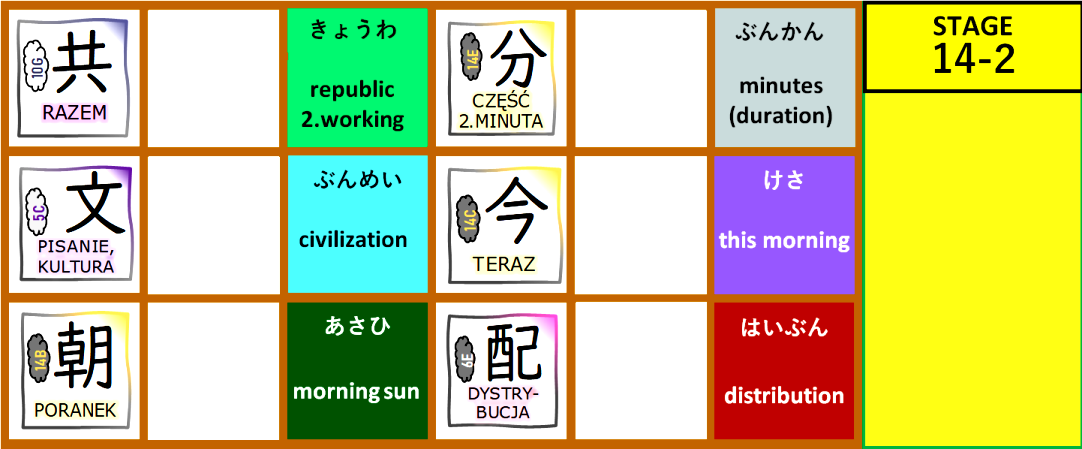 共
10G
RAZEM
きょうわ
republic
2.working
分
14E
CZĘŚĆ
2.MINUTA
ぶんかん
minutes
(duration)
STAGE
14-2
文
5C
PISANIE,
KULTURA
ぶんめい
civilization
今
14C
TERAZ
けさ
this morning
朝
14B
PORANEK
あさひ
morning sun
配
6E
DYSTRY-
BUCJA
はいぶん
distribution